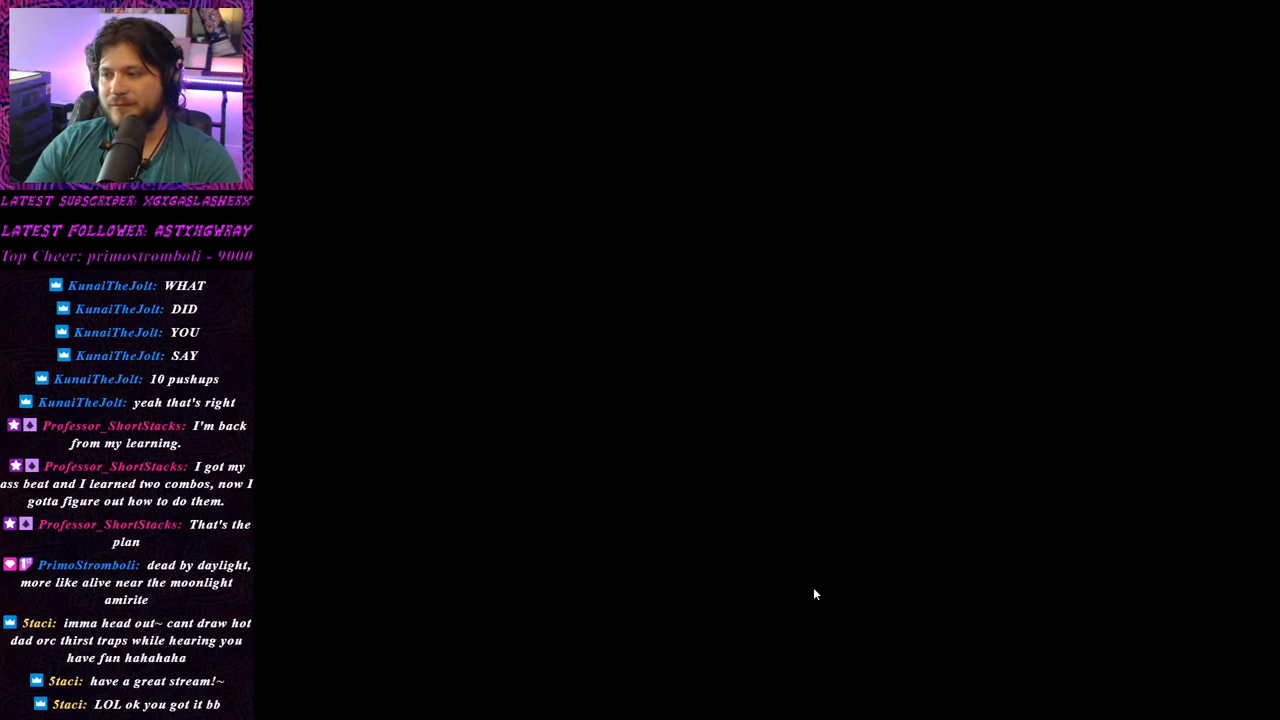 LATEST SUBSCRIBER: XGIGASLASHERX
LATEST FOLLOWER: ASTINGWRAY
Top Cheer: primostromboli - 9000
KunaiTheJolt: WHAT
KunaiTheJolt: DID
KunaiTheJolt: YOU
KunaiTheJolt: SAY
KunaiTheJolt: 10 pushups
KunaiTheJolt: yeah that's right
Professor_ShortStacks: I'm back
from my learning.
Professor_ShortStacks: I got my
ass beat and I learned two combos, now I
gotta figure out how to do them.
Professor_ShortStacks: That's the
plan
PrimoStromboli: dead by daylight,
more like alive near the moonlight
amirite
5taci: imma head out~ cant draw hot
dad orc thirst traps while hearing you
have fun hahahaha
5taci: have a great stream!~
5taci: LOL ok you got it bb